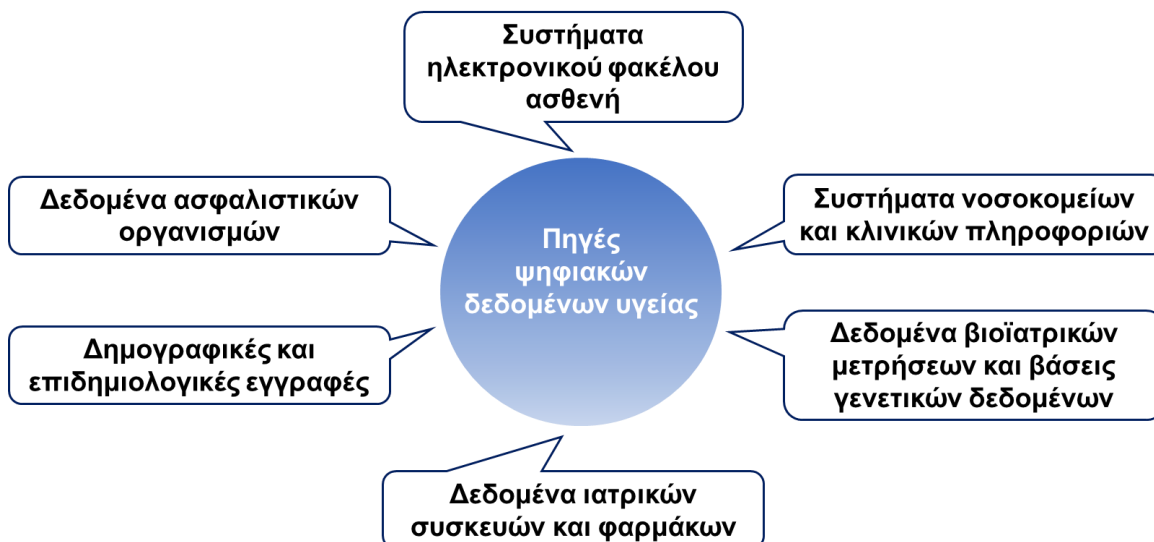 Συστήματα
ηλεκτρονικού φακέλου
ασθενή
Δεδομένα ασφαλιστικών
οργανισμών
Συστήματα νοσοκομείων
και κλινικών πληροφοριών
Πηγές
ψηφιακών
δεδομένων υγείας
Δημογραφικές και
επιδημιολογικές εγγραφές
Δεδομένα βιοϊατρικών
μετρήσεων και βάσεις
γενετικών δεδομένων
Δεδομένα ιατρικών
συσκευών και φαρμάκων